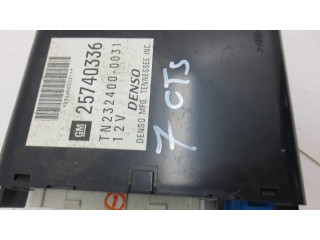 GM 25740336
TN232400-0031
12V DENSO
DENSO MFG. TENNESSEE INC.
7 CTS